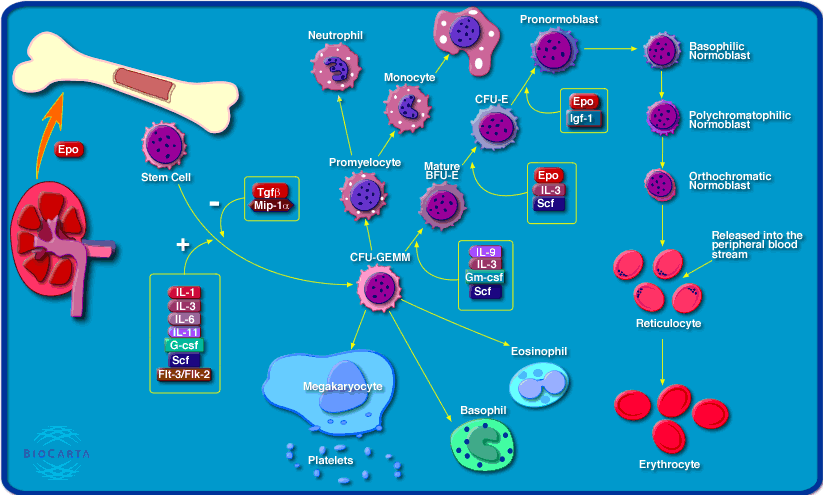 Pronormoblast
Neutrophil
Basophilic
Normoblast
Monocyte
CFU-E
Epo
Igf-1
Polychromatophilic
Normoblast
Epo
Stem Cell
Promyelocyte
Mature
BFU-E
Epo
IL-3
Scf
Orthochromatic
Normoblast
-
Tgfβ
Mip-1α
+
CFU-GEMM
IL-9
IL-3
Gm-csf
Scf
Released into the
peripheral blood
stream
IL-1
IL-3
IL-6
IL-11
G-csf
Scf
Flt-3/Flk-2
Reticulocyte
Eosinophil
Megakaryocyte
Basophil
Platelets
Erythrocyte
BIOCARTA